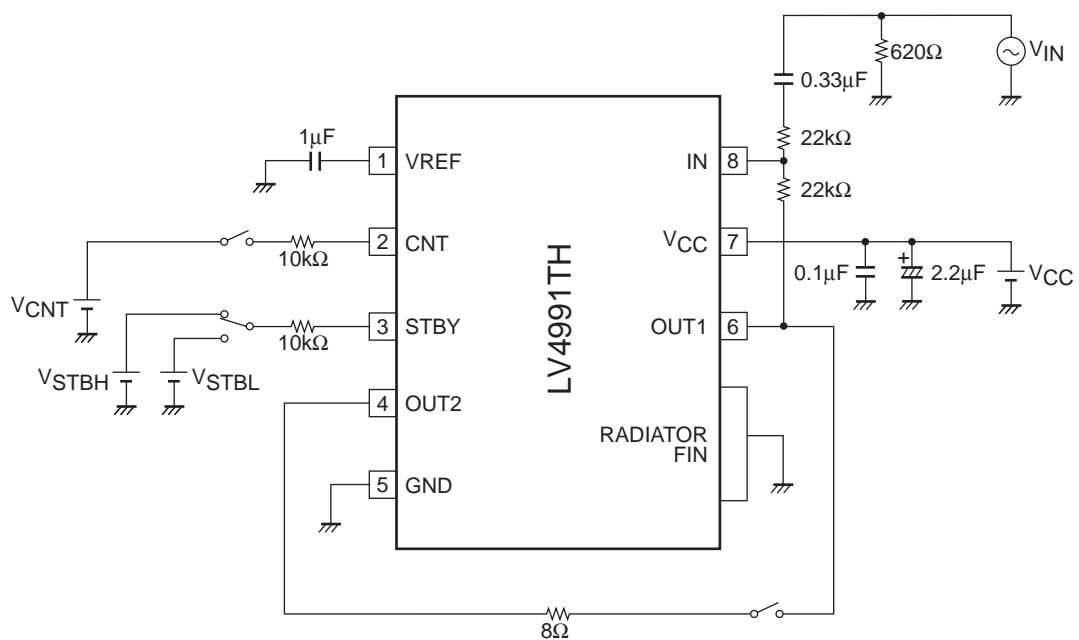 620Ω
VIN
0.33μF
1μF
22kΩ
1
VREF
IN
8
22kΩ
2
CNT
VCC
7
10kΩ
0.1μF
+
2.2μF
VCC
VCNT
LV4991TH
3
STBY
OUT1
6
10kΩ
VSTBH
VSTBL
4
OUT2
RADIATOR
FIN
5
GND
8Ω